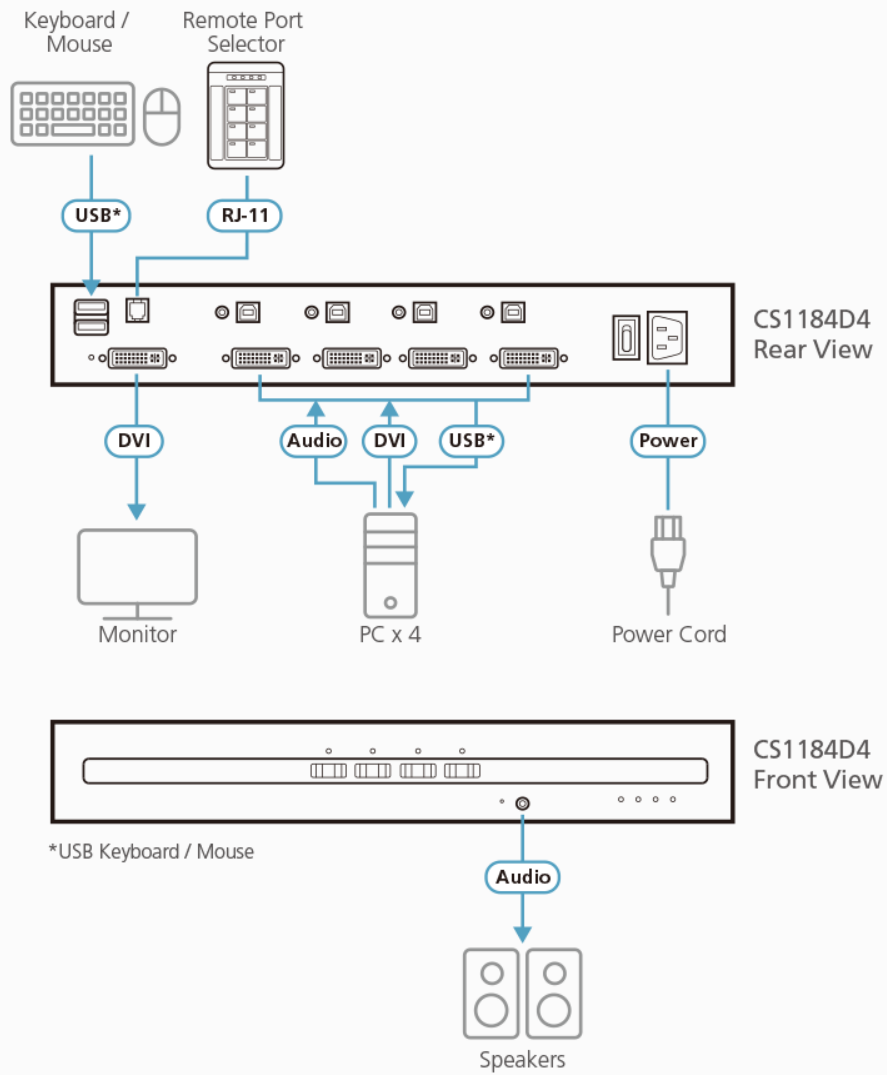 Keyboard /
Mouse
Remote Port
Selector
USB*
RJ-11
CS1184D4
Rear View
DVI
Audio
DVI
USB*
Power
Monitor
PC x 4
Power Cord
CS1184D4
Front View
*USB Keyboard / Mouse
Audio
Speakers